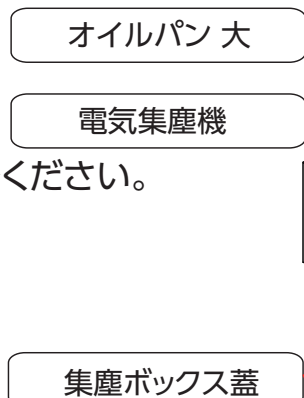 オイルパン 大
電気集塵機
ください。
集塵ボックス蓋